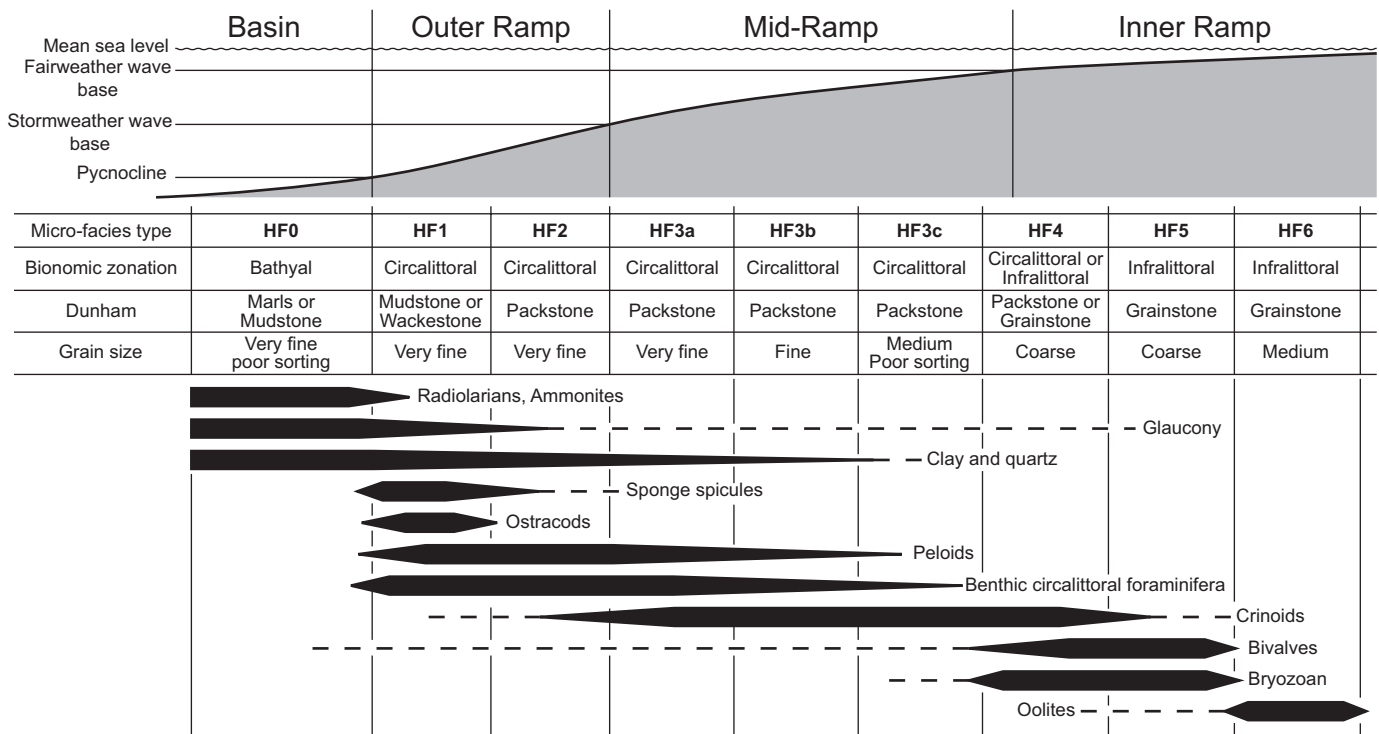 Basin Outer Ramp Mid-Ramp Inner Ramp
Mean sea level
Fairweather wave
base
Stormweather wave
base
Pycnocline
Micro-facies type HF0 HF1 HF2 HF3a HF3b HF3c HF4 HF5 HF6
Bionomic zonation Bathyal Circalittoral Circalittoral Circalittoral Circalittoral Circalittoral Circalittoral or Infralittoral Infralittoral
Infralittoral
Dunham Marls or Mudstone or Packstone Packstone Packstone Packstone Packstone or Grainstone Grainstone
Mudstone Wackestone Grainstone
Grain size Very fine Very fine Very fine Very fine Fine Medium Coarse Coarse Medium
poor sorting Poor sorting
Radiolarians, Ammonites
Glaucony
Clay and quartz
Sponge spicules
Ostracods
Peloids
Benthic circalittoral foraminifera
Crinoids
Bivalves
Bryozoan
Oolites